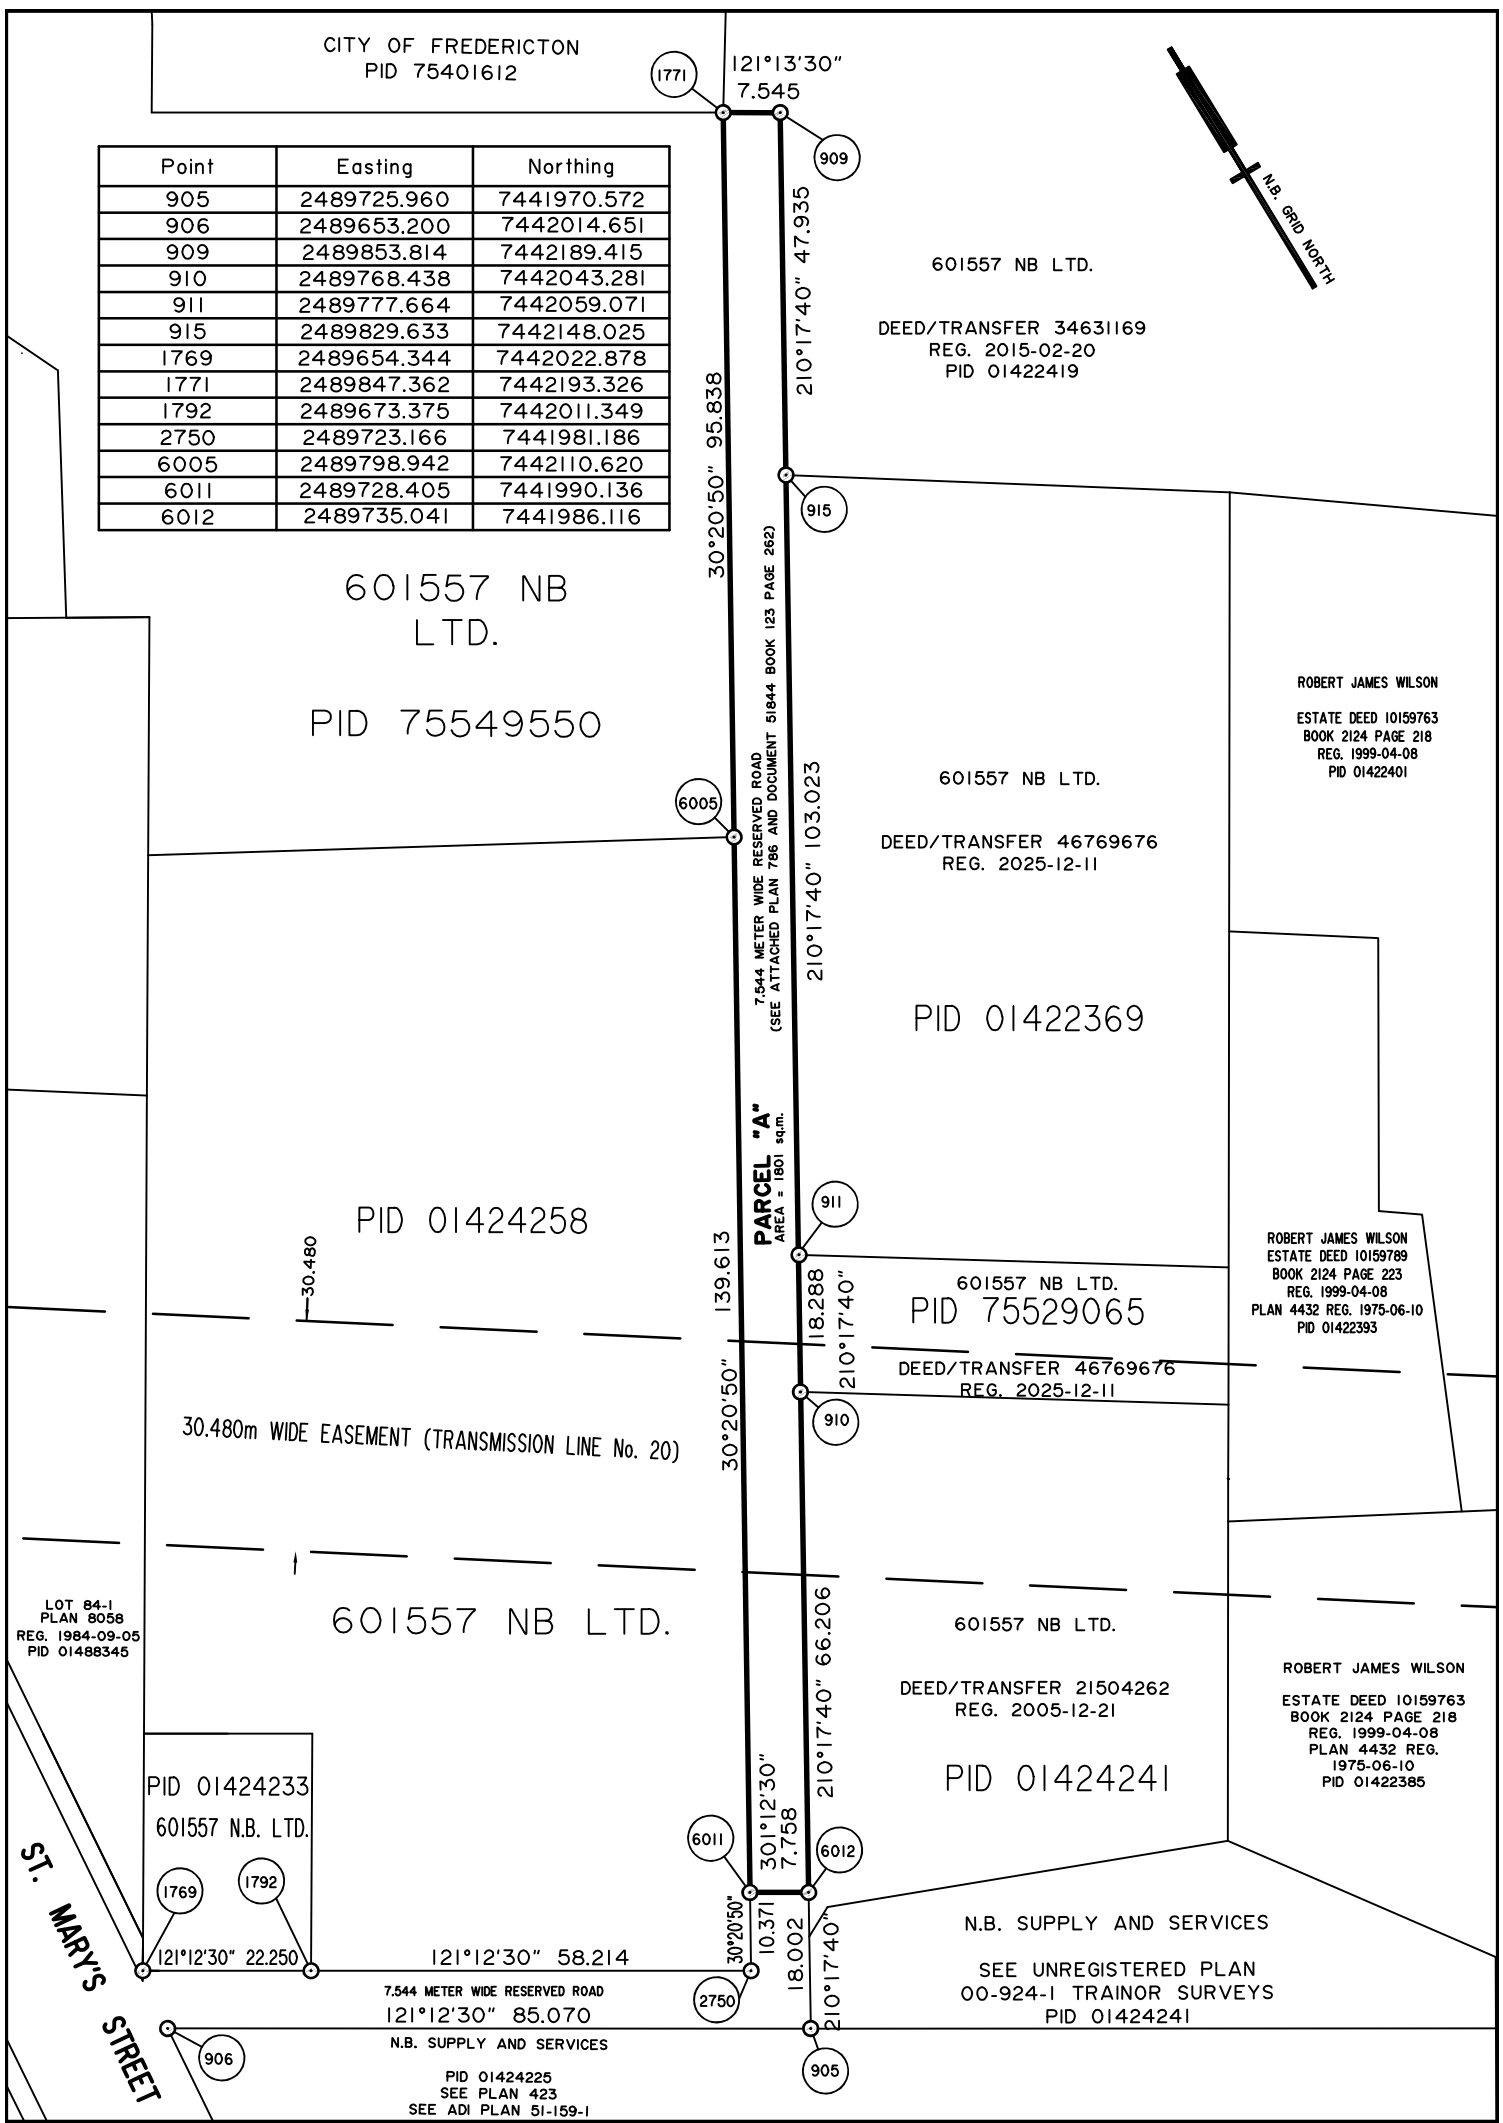 CITY OF FREDERICTON
PID 75401612
1771
121°13'30"
7.545
909
N.B. GRID NORTH
Point Easting Northing
905 2489725.960 7441970.572
906 2489653.200 7442014.651
909 2489853.814 7442189.415
910 2489768.438 7442043.281
911 2489777.664 7442059.071
915 2489829.633 7442148.025
1769 2489654.344 7442022.878
1771 2489847.362 7442193.326
1792 2489673.375 7442011.349
2750 2489723.166 7441981.186
6005 2489798.942 7442110.620
6011 2489728.405 7441990.136
6012 2489735.041 7441986.116
30°20'50" 95.838
210°17'40" 47.935
601557 NB LTD.
DEED/TRANSFER 34631169
REG. 2015-02-20
PID 01422419
915
601557 NB
LTD.
PID 75549550
6005
7.544 METER WIDE RESERVED ROAD
(SEE ATTACHED PLAN 786 AND DOCUMENT 51844 BOOK 123 PAGE 262)
210°17'40" 103.023
601557 NB LTD.
DEED/TRANSFER 46769676
REG. 2025-12-11
PID 01422369
ROBERT JAMES WILSON
ESTATE DEED 10159763
BOOK 2124 PAGE 218
REG. 1999-04-08
PID 01422401
PARCEL "A"
AREA = 1801 sq.m.
911
PID 01424258
30.480
30°20'50" 139.613
18.288
210°17'40"
601557 NB LTD.
PID 75529065
DEED/TRANSFER 46769676
REG. 2025-12-11
910
ROBERT JAMES WILSON
ESTATE DEED 10159789
BOOK 2124 PAGE 223
REG. 1999-04-08
PLAN 4432 REG. 1975-06-10
PID 01422393
30.480m WIDE EASEMENT (TRANSMISSION LINE No. 20)
LOT 84-1
PLAN 8058
REG. 1984-09-05
PID 01488345
601557 NB LTD.
210°17'40" 66.206
601557 NB LTD.
DEED/TRANSFER 21504262
REG. 2005-12-21
PID 01424241
ROBERT JAMES WILSON
ESTATE DEED 10159763
BOOK 2124 PAGE 218
REG. 1999-04-08
PLAN 4432 REG.
1975-06-10
PID 01422385
PID 01424233
601557 N.B. LTD.
1769
1792
6011
301°12'30"
7.758
6012
ST. MARY'S STREET
121°12'30" 22.250
121°12'30" 58.214
30°20'50"
10.371
18.002
210°17'40"
2750
N.B. SUPPLY AND SERVICES
SEE UNREGISTERED PLAN
00-924-1 TRAINOR SURVEYS
PID 01424241
7.544 METER WIDE RESERVED ROAD
121°12'30" 85.070
906
905
N.B. SUPPLY AND SERVICES
PID 01424225
SEE PLAN 423
SEE ADI PLAN 51-159-1